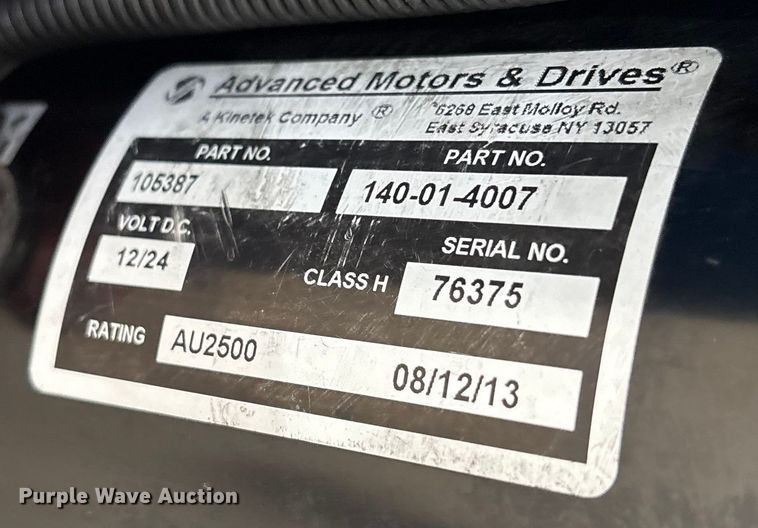 Advanced Motors & Drives®
A Kinetek Company ®
6268 East Molloy Rd.
East Syracuse NY 13057
PART NO.
PART NO.
105387
140-01-4007
VOLT D.C.
12/24
CLASS H
SERIAL NO.
76375
RATING
AU2500
08/12/13
Purple Wave Auction